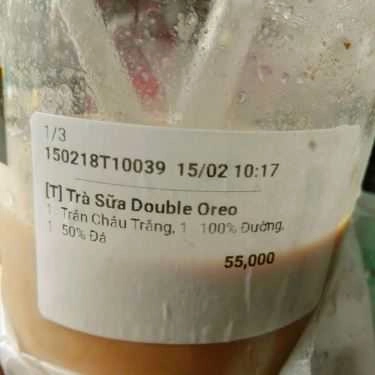 1/3
150218T10039 15/02 10:17
[T] Trà Sữa Double Oreo
1 Trân Châu Trắng, 1 100% Đường,
1 50% Đá
55,000